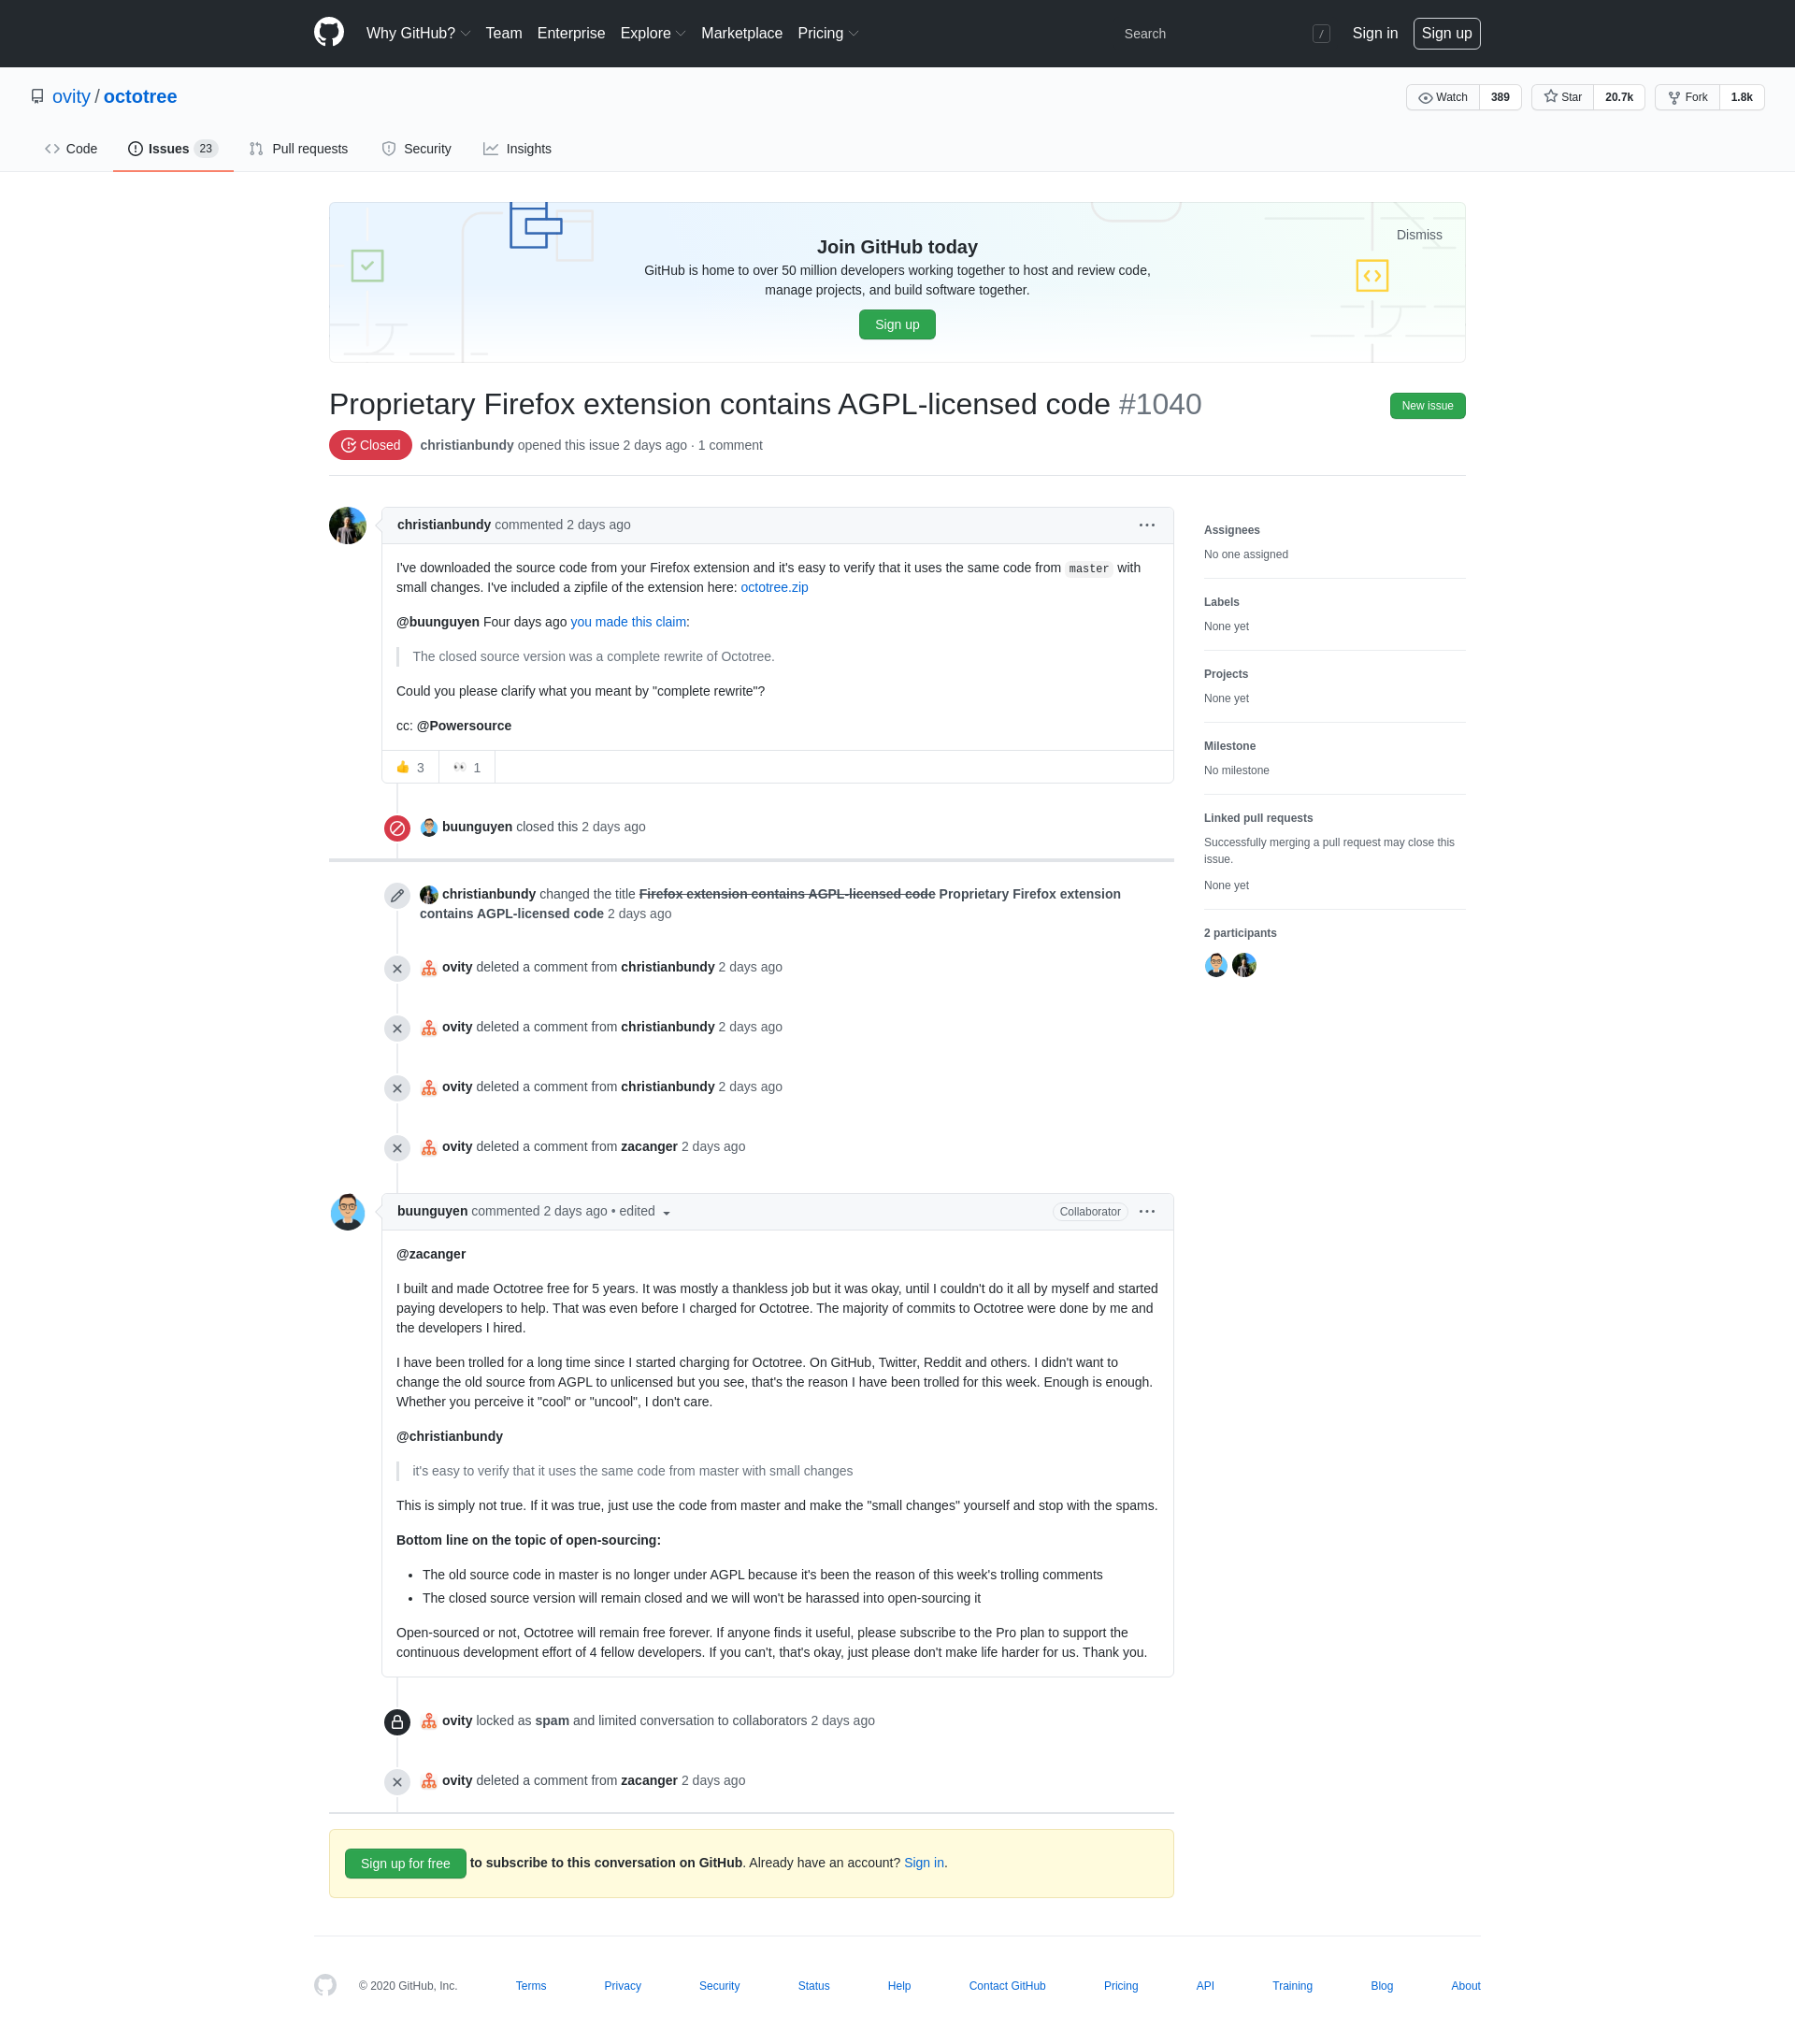 Why GitHub? Team Enterprise Explore Marketplace Pricing Search / Sign in Sign up
ovity / octotree Watch 389 Star 20.7k Fork 1.8k
Code Issues 23 Pull requests Security Insights
Dismiss
Join GitHub today
GitHub is home to over 50 million developers working together to host and review code,
manage projects, and build software together.
Sign up
Proprietary Firefox extension contains AGPL-licensed code #1040 New issue
Closed christianbundy opened this issue 2 days ago · 1 comment
christianbundy commented 2 days ago
I've downloaded the source code from your Firefox extension and it's easy to verify that it uses the same code from master with
small changes. I've included a zipfile of the extension here: octotree.zip
@buunguyen Four days ago you made this claim:
The closed source version was a complete rewrite of Octotree.
Could you please clarify what you meant by "complete rewrite"?
cc: @Powersource
👍 3 👀 1
buunguyen closed this 2 days ago
christianbundy changed the title Firefox extension contains AGPL-licensed code Proprietary Firefox extension
contains AGPL-licensed code 2 days ago
ovity deleted a comment from christianbundy 2 days ago
ovity deleted a comment from christianbundy 2 days ago
ovity deleted a comment from christianbundy 2 days ago
ovity deleted a comment from zacanger 2 days ago
buunguyen commented 2 days ago • edited Collaborator
@zacanger
I built and made Octotree free for 5 years. It was mostly a thankless job but it was okay, until I couldn't do it all by myself and started
paying developers to help. That was even before I charged for Octotree. The majority of commits to Octotree were done by me and
the developers I hired.
I have been trolled for a long time since I started charging for Octotree. On GitHub, Twitter, Reddit and others. I didn't want to
change the old source from AGPL to unlicensed but you see, that's the reason I have been trolled for this week. Enough is enough.
Whether you perceive it "cool" or "uncool", I don't care.
@christianbundy
it's easy to verify that it uses the same code from master with small changes
This is simply not true. If it was true, just use the code from master and make the "small changes" yourself and stop with the spams.
Bottom line on the topic of open-sourcing:
• The old source code in master is no longer under AGPL because it's been the reason of this week's trolling comments
• The closed source version will remain closed and we will won't be harassed into open-sourcing it
Open-sourced or not, Octotree will remain free forever. If anyone finds it useful, please subscribe to the Pro plan to support the
continuous development effort of 4 fellow developers. If you can't, that's okay, just please don't make life harder for us. Thank you.
ovity locked as spam and limited conversation to collaborators 2 days ago
ovity deleted a comment from zacanger 2 days ago
Sign up for free to subscribe to this conversation on GitHub. Already have an account? Sign in.
Assignees
No one assigned
Labels
None yet
Projects
None yet
Milestone
No milestone
Linked pull requests
Successfully merging a pull request may close this
issue.
None yet
2 participants
© 2020 GitHub, Inc. Terms Privacy Security Status Help Contact GitHub Pricing API Training Blog About